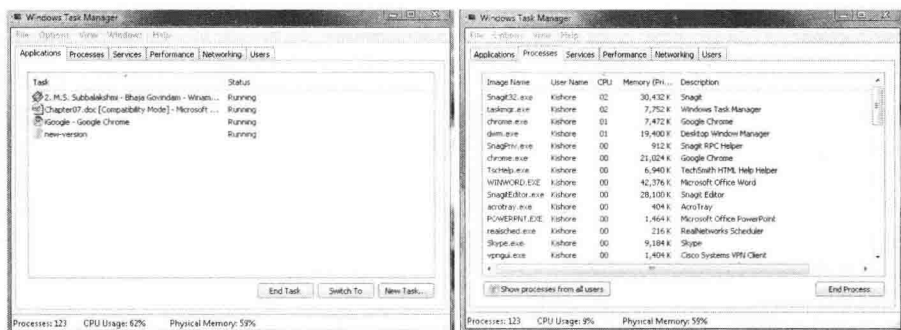 Windows Task Manager
File Options View Windows Help
Applications Processes Services Performance Networking Users
Task Status
2. M.S. Subbalakshmi - Bhaja Govindam - Winam... Running
Chapter07.doc [Compatibility Mode] - Microsoft ... Running
iGoogle - Google Chrome Running
new-version Running
End Task Switch To New Task...
Processes: 123 CPU Usage: 62% Physical Memory: 59%
Windows Task Manager
File Options View Help
Applications Processes Services Performance Networking Users
Image Name User Name CPU Memory (Pri... Description
SnagIt32.exe Kishore 02 30,432 K SnagIt
taskmgr.exe Kishore 02 7,752 K Windows Task Manager
chrome.exe Kishore 01 7,472 K Google Chrome
dwm.exe Kishore 01 19,400 K Desktop Window Manager
SnagPriv.exe Kishore 00 912 K SnagIt RPC Helper
chrome.exe Kishore 00 21,024 K Google Chrome
TscHelp.exe Kishore 00 6,940 K TechSmith HTML Help Helper
WINWORD.EXE Kishore 00 42,376 K Microsoft Office Word
SnagItEditor.exe Kishore 00 28,100 K SnagIt Editor
acrotray.exe Kishore 00 404 K AcroTray
POWERPNT.EXE Kishore 00 1,464 K Microsoft Office PowerPoint
realsched.exe Kishore 00 216 K RealNetworks Scheduler
Skype.exe Kishore 00 9,184 K Skype
vpngui.exe Kishore 00 1,404 K Cisco Systems VPN Client
Show processes from all users End Process
Processes: 123 CPU Usage: 9% Physical Memory: 59%